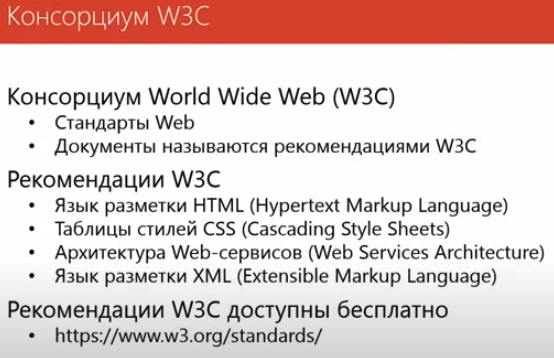 Консорциум W3C
Консорциум World Wide Web (W3C)
• Стандарты Web
• Документы называются рекомендациями W3C
Рекомендации W3C
• Язык разметки HTML (Hypertext Markup Language)
• Таблицы стилей CSS (Cascading Style Sheets)
• Архитектура Web-сервисов (Web Services Architecture)
• Язык разметки XML (Extensible Markup Language)
Рекомендации W3C доступны бесплатно
• https://www.w3.org/standards/